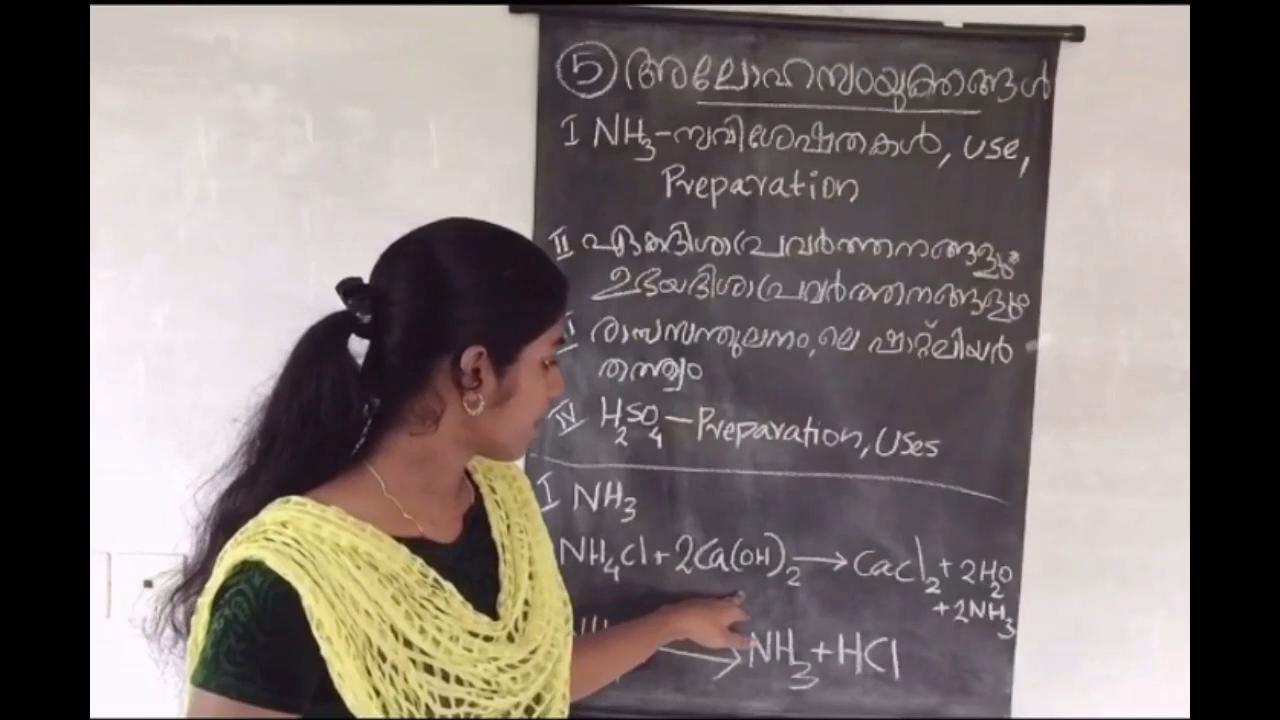 5 അലോഹസംയുക്തങ്ങൾ
I NH3-സവിശേഷതകൾ, use,
Preparation
II ഏകദിശാപ്രവർത്തനങ്ങളും
ഉഭയദിശാപ്രവർത്തനങ്ങളും
രാസസന്തുലനം, ലെ ഷാറ്റ്ലിയർ
തത്ത്വം
IV H2SO4 - Preparation, Uses
I NH3
NH4Cl + 2Ca(OH)2 → CaCl2 + 2H2O
+ 2NH3
→ NH3 + HCl